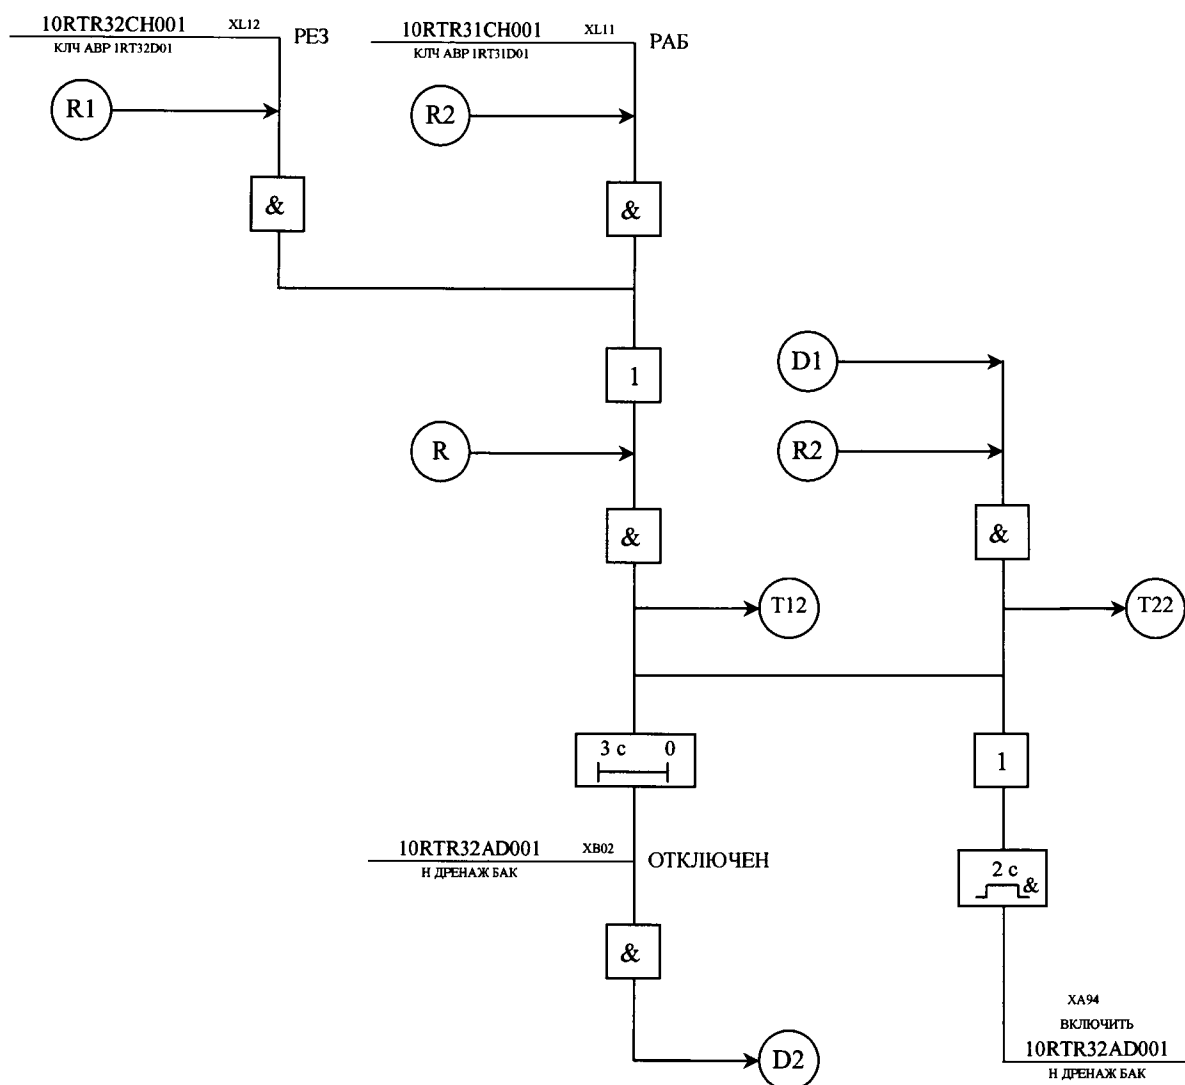 10RTR32CH001 XL12 РЕЗ
КЛЧ АВР 1RT32D01
10RTR31CH001 XL11 РАБ
КЛЧ АВР 1RT31D01
R1
R2
&
&
1
D1
R
R2
&
&
T12
T22
3 с 0
1
10RTR32AD001 XB02 ОТКЛЮЧЕН
Н ДРЕНАЖ БАК
2 с
&
&
XA94
ВКЛЮЧИТЬ
10RTR32AD001
Н ДРЕНАЖ БАК
D2